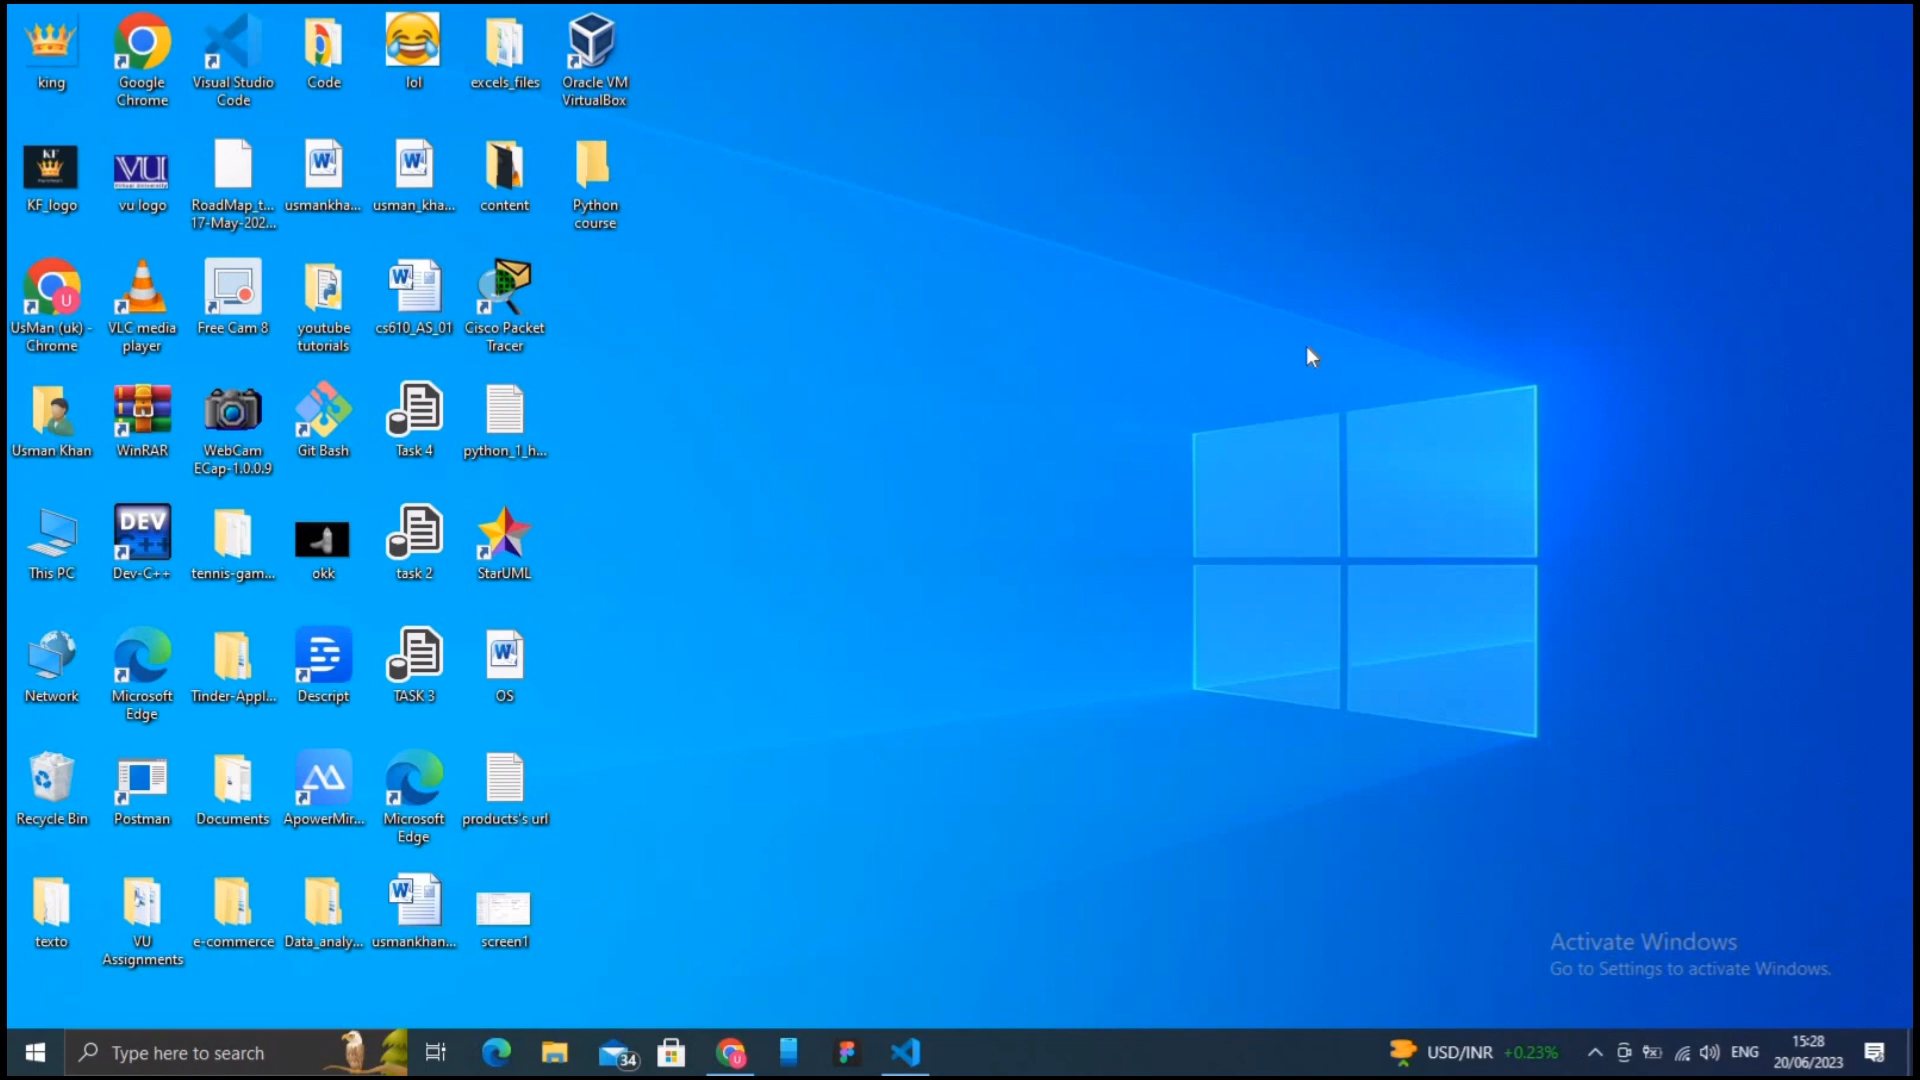 king
Google
Chrome
Visual Studio
Code
Code
lol
excels_files
Oracle VM
VirtualBox
KF
KF_logo
VU
Virtual University
vu logo
RoadMap_t...
17-May-202...
usmankha...
usman_kha...
content
Python
course
U
UsMan (uk) -
Chrome
VLC media
player
Free Cam 8
youtube
tutorials
cs610_AS_01
Cisco Packet
Tracer
Usman Khan
WinRAR
WebCam
ECap-1.0.0.9
Git Bash
Task 4
python_1_h...
This PC
DEV
C++
Dev-C++
tennis-gam...
okk
task 2
StarUML
Network
Microsoft
Edge
Tinder-Appl...
Descript
TASK 3
OS
Recycle Bin
Postman
Documents
ApowerMir...
Microsoft
Edge
products's url
texto
VU
Assignments
e-commerce
Data_analy...
usmankhan...
screen1
Activate Windows
Go to Settings to activate Windows.
Type here to search
34
USD/INR +0.23%
ENG
15:28
20/06/2023